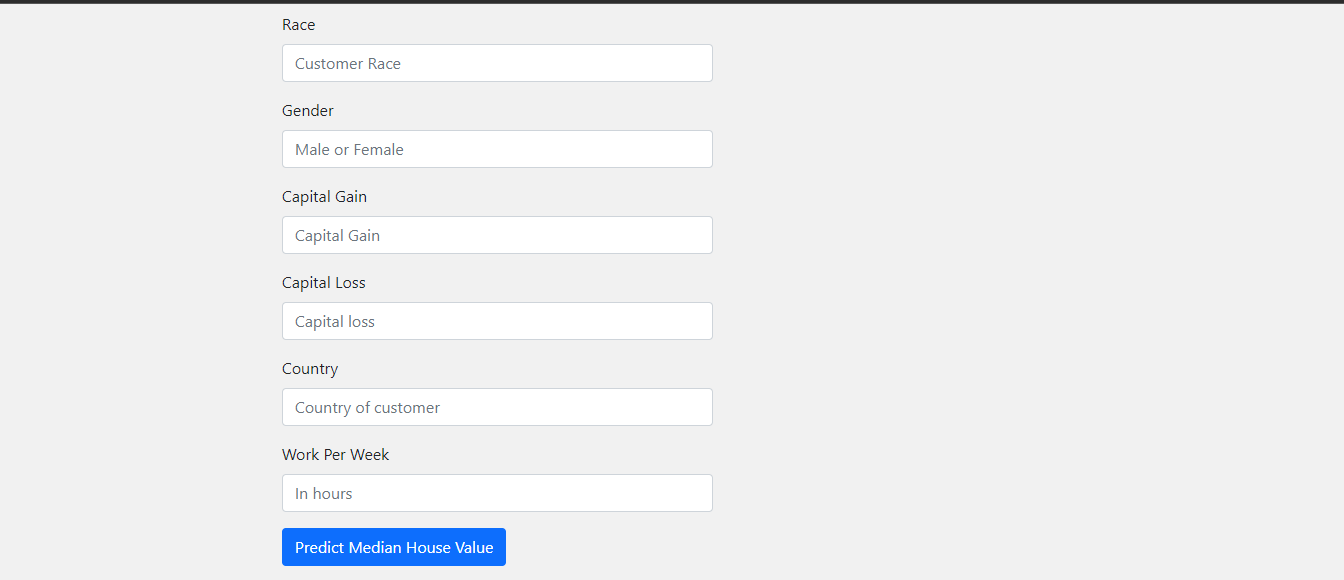 Race
Customer Race
Gender
Male or Female
Capital Gain
Capital Gain
Capital Loss
Capital loss
Country
Country of customer
Work Per Week
In hours
Predict Median House Value